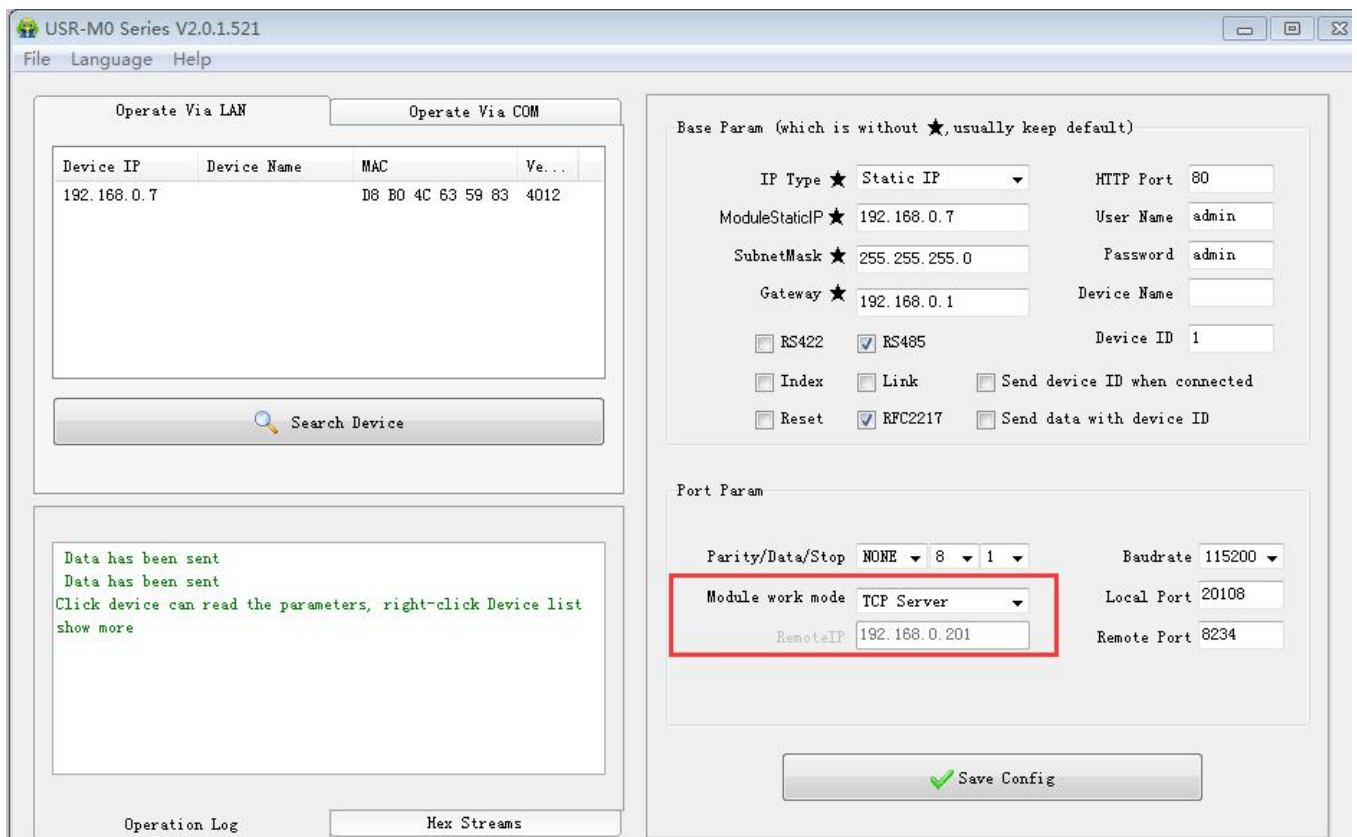 USR-M0 Series V2.0.1.521
File Language Help
Operate Via LAN
Operate Via COM
Device IP Device Name MAC Ve...
192.168.0.7 D8 B0 4C 63 59 83 4012
Search Device
Data has been sent
Data has been sent
Click device can read the parameters, right-click Device list
show more
Operation Log
Hex Streams
Base Param (which is without ★,usually keep default)
IP Type ★ Static IP HTTP Port 80
ModuleStaticIP ★ 192.168.0.7 User Name admin
SubnetMask ★ 255.255.255.0 Password admin
Gateway ★ 192.168.0.1 Device Name
RS422 RS485 Device ID 1
Index Link Send device ID when connected
Reset RFC2217 Send data with device ID
Port Param
Parity/Data/Stop NONE 8 1 Baudrate 115200
Module work mode TCP Server Local Port 20108
RemoteIP 192.168.0.201 Remote Port 8234
Save Config